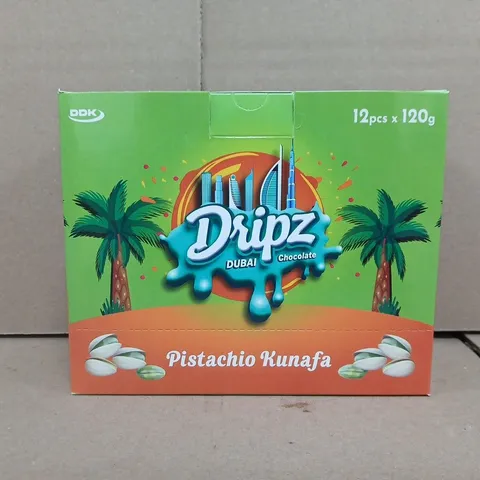 DDK
12pcs x 120g
Dripz
DUBAI Chocolate
Pistachio Kunafa